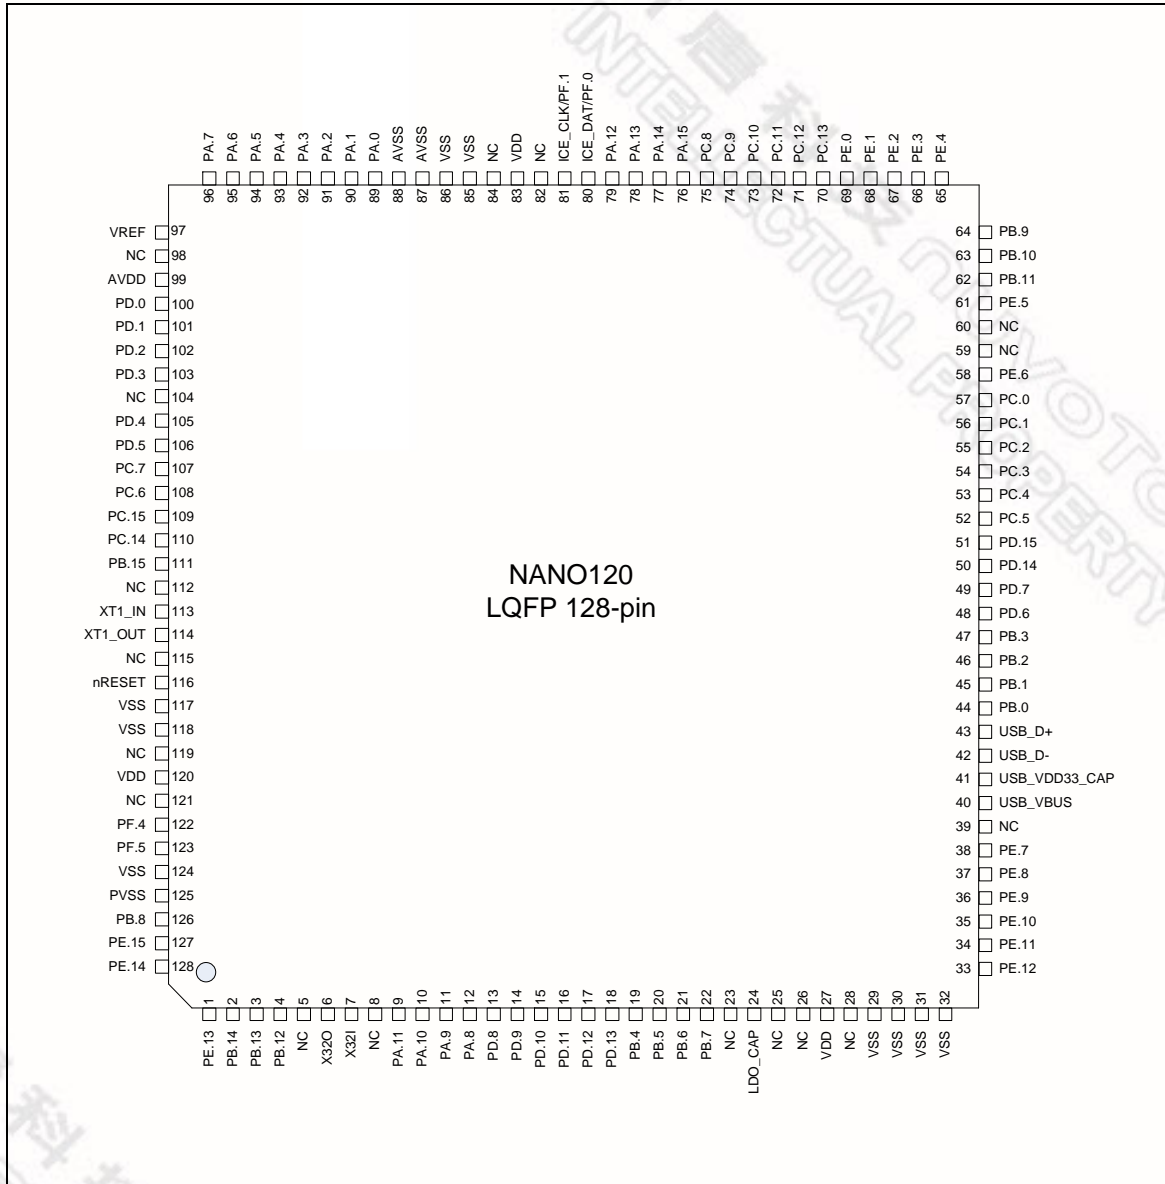 PA.7 PA.6 PA.5 PA.4 PA.3 PA.2 PA.1 PA.0 AVSS AVSS VSS VSS NC VDD NC ICE_CLK/PF.1 ICE_DAT/PF.0 PA.12 PA.13 PA.14 PA.15 PC.8 PC.9 PC.10 PC.11 PC.12 PC.13 PE.0 PE.1 PE.2 PE.3 PE.4
96 95 94 93 92 91 90 89 88 87 86 85 84 83 82 81 80 79 78 77 76 75 74 73 72 71 70 69 68 67 66 65
VREF 97
NC 98
AVDD 99
PD.0 100
PD.1 101
PD.2 102
PD.3 103
NC 104
PD.4 105
PD.5 106
PC.7 107
PC.6 108
PC.15 109
PC.14 110
PB.15 111
NC 112
XT1_IN 113
XT1_OUT 114
NC 115
nRESET 116
VSS 117
VSS 118
NC 119
VDD 120
NC 121
PF.4 122
PF.5 123
VSS 124
PVSS 125
PB.8 126
PE.15 127
PE.14 128
NANO120
LQFP 128-pin
64 PB.9
63 PB.10
62 PB.11
61 PE.5
60 NC
59 NC
58 PE.6
57 PC.0
56 PC.1
55 PC.2
54 PC.3
53 PC.4
52 PC.5
51 PD.15
50 PD.14
49 PD.7
48 PD.6
47 PB.3
46 PB.2
45 PB.1
44 PB.0
43 USB_D+
42 USB_D-
41 USB_VDD33_CAP
40 USB_VBUS
39 NC
38 PE.7
37 PE.8
36 PE.9
35 PE.10
34 PE.11
33 PE.12
1 2 3 4 5 6 7 8 9 10 11 12 13 14 15 16 17 18 19 20 21 22 23 24 25 26 27 28 29 30 31 32
PE.13 PB.14 PB.13 PB.12 NC X32O X32I NC PA.11 PA.10 PA.9 PA.8 PD.8 PD.9 PD.10 PD.11 PD.12 PD.13 PB.4 PB.5 PB.6 PB.7 NC LDO_CAP NC NC VDD NC VSS VSS VSS VSS
唐科技
INTELLECTUAL PROPERTY
科